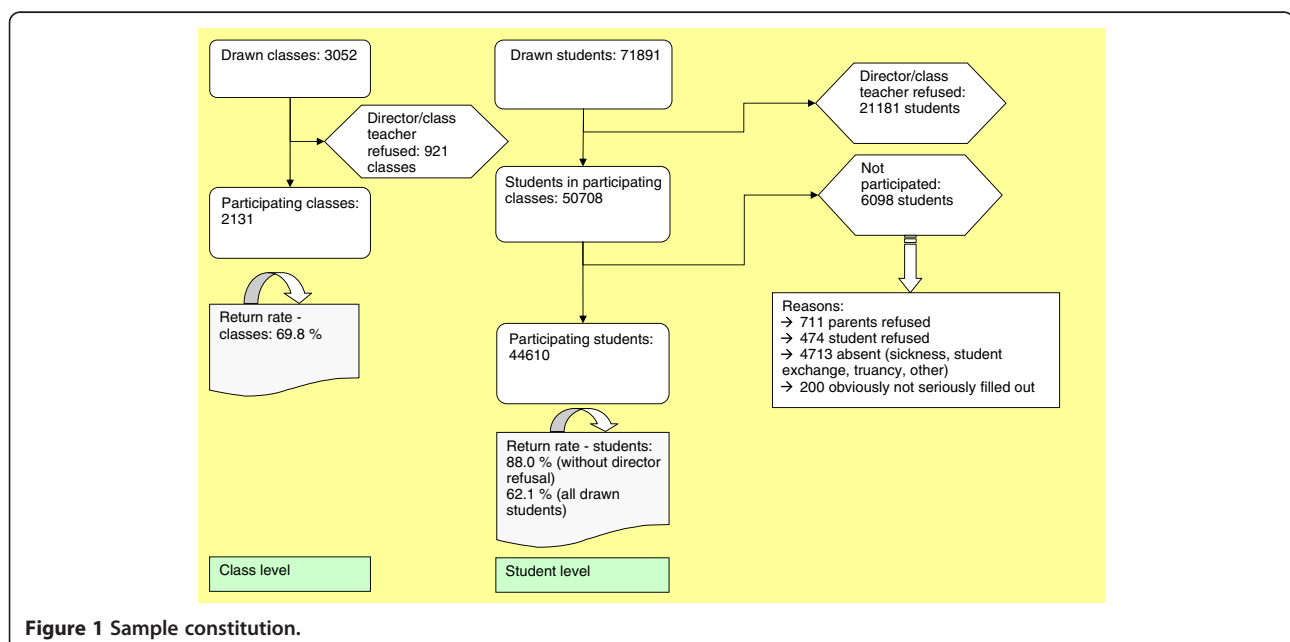 Drawn classes: 3052
Director/class
teacher
refused: 921
classes
Participating classes:
2131
Return rate -
classes: 69.8 %
Class level
Drawn students: 71891
Director/class
teacher refused:
21181 students
Students in participating
classes: 50708
Not
participated:
6098 students
Reasons:
→ 711 parents refused
→ 474 student refused
→ 4713 absent (sickness, student
exchange, truancy, other)
→ 200 obviously not seriously filled out
Participating students:
44610
Return rate - students:
88.0 % (without director
refusal)
62.1 % (all drawn
students)
Student level
Figure 1 Sample constitution.